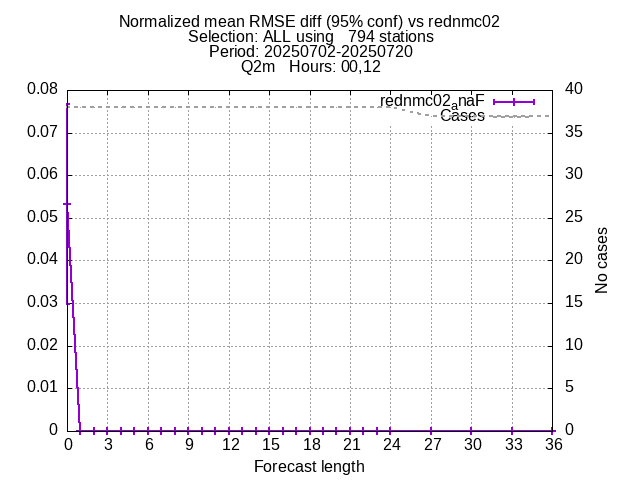 Normalized mean RMSE diff (95% conf) vs rednmc02
Selection: ALL using   794 stations
Period: 20250702-20250720
Q2m   Hours: 00,12
rednmc02anaF
Cases
0.08
0.07
0.06
0.05
0.04
0.03
0.02
0.01
0
40
35
30
25
20
15
10
5
0
No cases
0 3 6 9 12 15 18 21 24 27 30 33 36
Forecast length